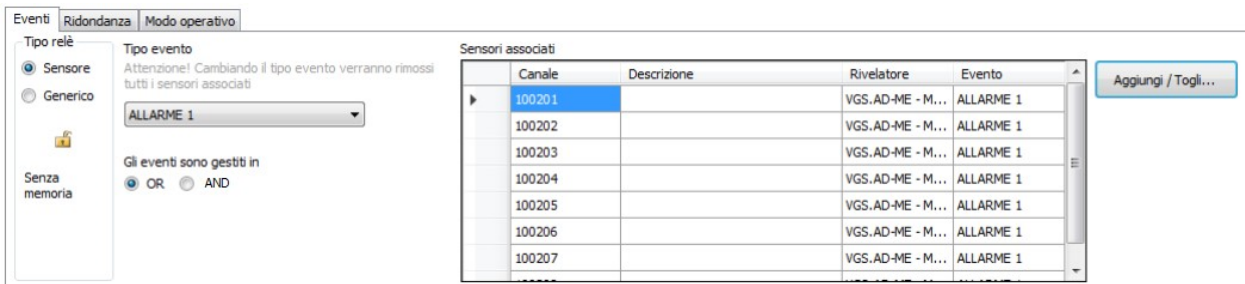 Eventi Ridondanza Modo operativo
Tipo relè
Sensore
Generico
Senza
memoria
Tipo evento
Attenzione! Cambiando il tipo evento verranno rimossi
tutti i sensori associati
ALLARME 1
Gli eventi sono gestiti in
OR AND
Sensori associati
Canale Descrizione Rivelatore Evento
100201 VGS.AD-ME - M... ALLARME 1
100202 VGS.AD-ME - M... ALLARME 1
100203 VGS.AD-ME - M... ALLARME 1
100204 VGS.AD-ME - M... ALLARME 1
100205 VGS.AD-ME - M... ALLARME 1
100206 VGS.AD-ME - M... ALLARME 1
100207 VGS.AD-ME - M... ALLARME 1
Aggiungi / Togli...